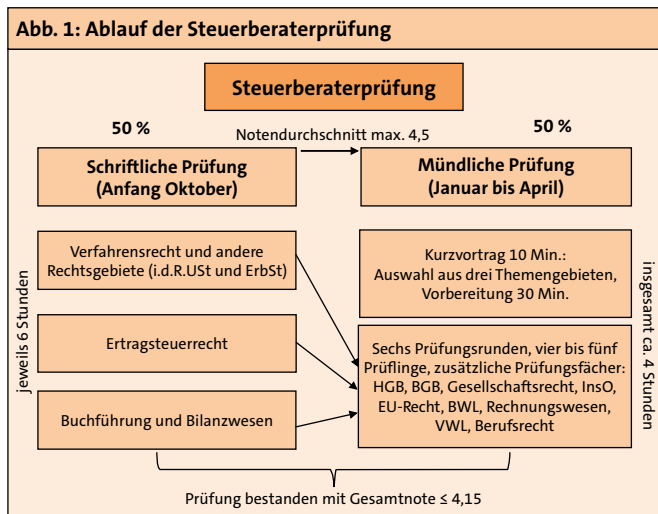 Abb. 1: Ablauf der Steuerberaterprüfung
Steuerberaterprüfung
50 %
Notendurchschnitt max. 4,5
50 %
Schriftliche Prüfung
(Anfang Oktober)
Mündliche Prüfung
(Januar bis April)
jeweils 6 Stunden
Verfahrensrecht und andere
Rechtsgebiete (i.d.R.USt und ErbSt)
Ertragsteuerrecht
Buchführung und Bilanzwesen
Kurzvortrag 10 Min.:
Auswahl aus drei Themengebieten,
Vorbereitung 30 Min.
Sechs Prüfungsrunden, vier bis fünf
Prüflinge, zusätzliche Prüfungsfächer:
HGB, BGB, Gesellschaftsrecht, InsO,
EU-Recht, BWL, Rechnungswesen,
VWL, Berufsrecht
insgesamt ca. 4 Stunden
Prüfung bestanden mit Gesamtnote ≤ 4,15